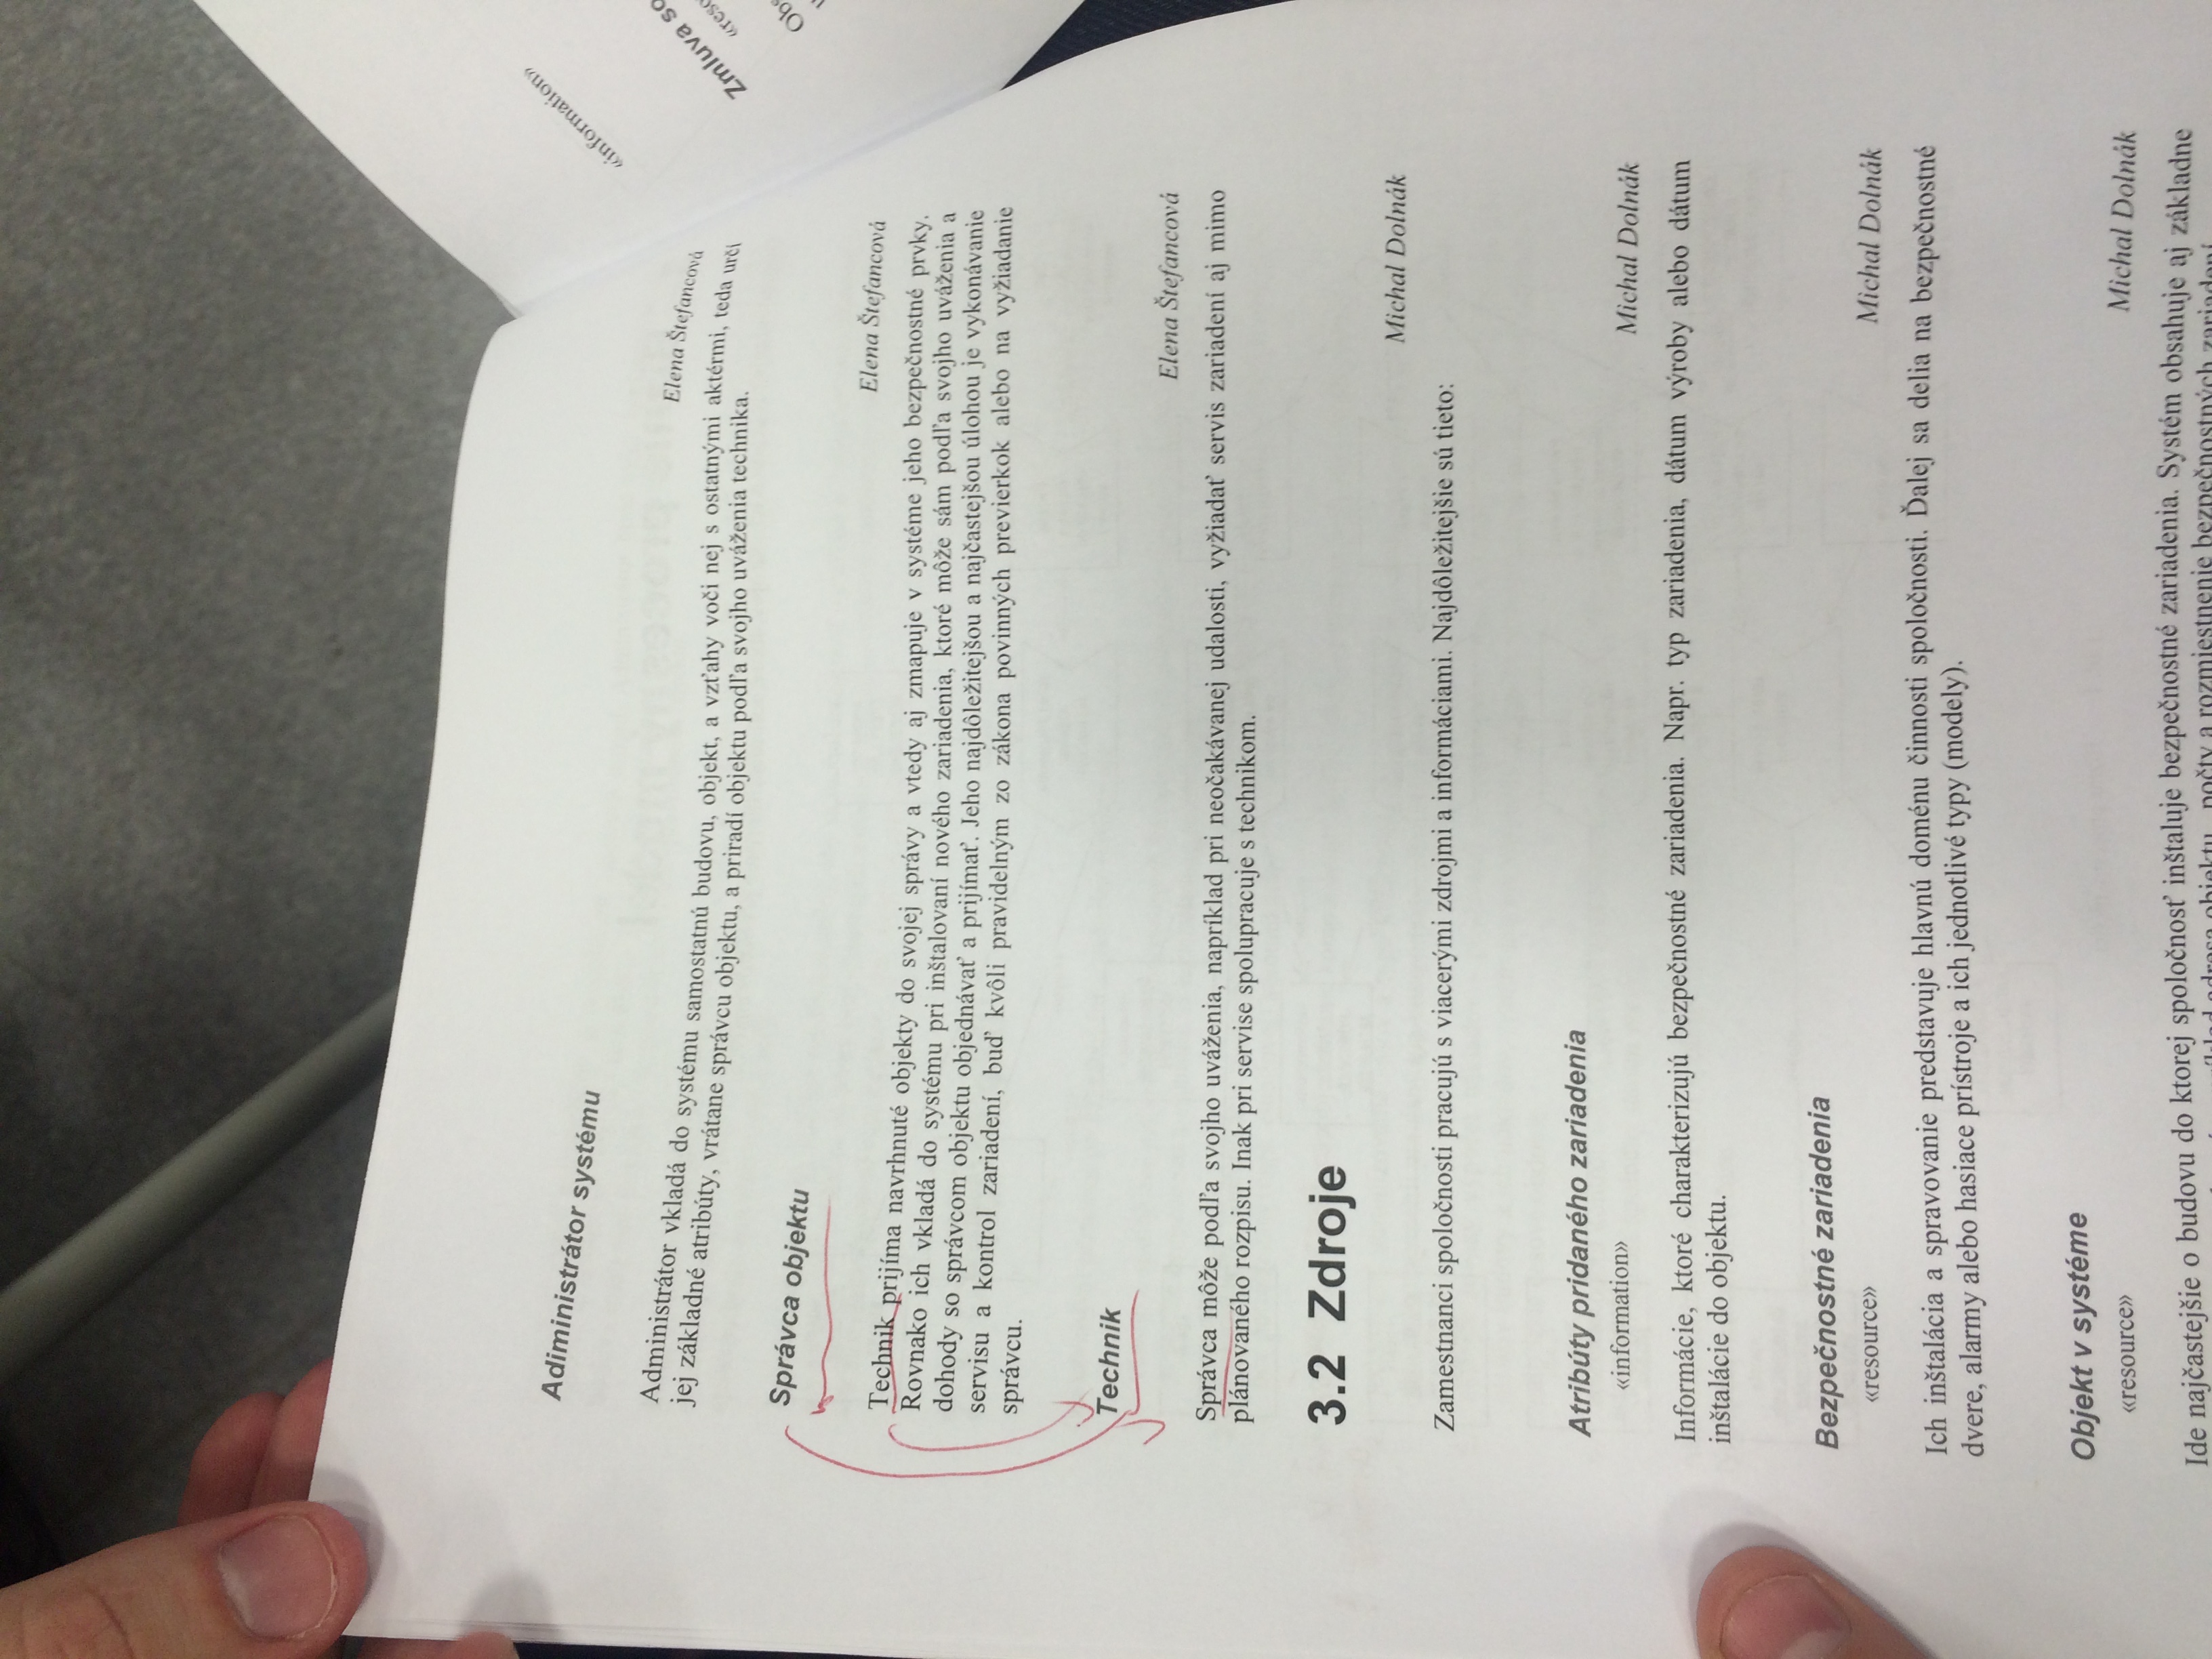 Adiministrátor systému
Elena Štefancová
Administrátor vkladá do systému samostatnú budovu, objekt, a vzťahy voči nej s ostatnými aktérmi, teda určí
jej základné atribúty, vrátane správcu objektu, a priradí objektu podľa svojho uváženia technika.
Správca objektu
Elena Štefancová
Technik prijíma navrhnuté objekty do svojej správy a vtedy aj zmapuje v systéme jeho bezpečnostné prvky.
Rovnako ich vkladá do systému pri inštalovaní nového zariadenia, ktoré môže sám podľa svojho uváženia a
dohody so správcom objektu objednávať a prijímať. Jeho najdôležitejšou a najčastejšou úlohou je vykonávanie
servisu a kontrol zariadení, buď kvôli pravidelným zo zákona povinných previerkok alebo na vyžiadanie
správcu.
Technik
Elena Štefancová
Správca môže podľa svojho uváženia, napríklad pri neočakávanej udalosti, vyžiadať servis zariadení aj mimo
plánovaného rozpisu. Inak pri servise spolupracuje s technikom.
3.2 Zdroje
Michal Dolnák
Zamestnanci spoločnosti pracujú s viacerými zdrojmi a informáciami. Najdôležitejšie sú tieto:
Atribúty pridaného zariadenia
«information»
Michal Dolnák
Informácie, ktoré charakterizujú bezpečnostné zariadenia. Napr. typ zariadenia, dátum výroby alebo dátum
inštalácie do objektu.
Bezpečnostné zariadenia
«resource»
Michal Dolnák
Ich inštalácia a spravovanie predstavuje hlavnú doménu činnosti spoločnosti. Ďalej sa delia na bezpečnostné
dvere, alarmy alebo hasiace prístroje a ich jednotlivé typy (modely).
Objekt v systéme
«resource»
Michal Dolnák
Ide najčastejšie o budovu do ktorej spoločnosť inštaluje bezpečnostné zariadenia. Systém obsahuje aj základne
adresa objektu, počty a rozmiestnenie bezpečnostných zariadení
«information»
Zmluva so